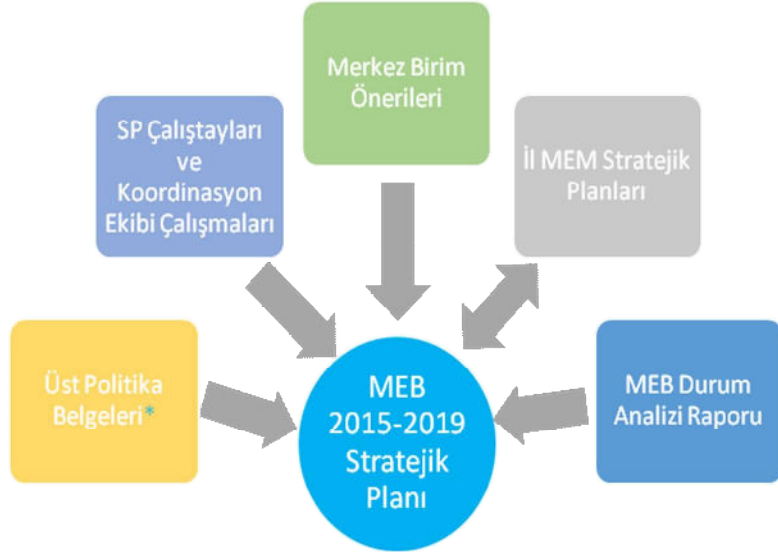 Merkez Birim
Önerileri
SP Çalıştayları
ve
Koordinasyon
Ekibi Çalışmaları
İl MEM Stratejik
Planları
Üst Politika
Belgeleri*
MEB
2015-2019
Stratejik
Planı
MEB Durum
Analizi Raporu